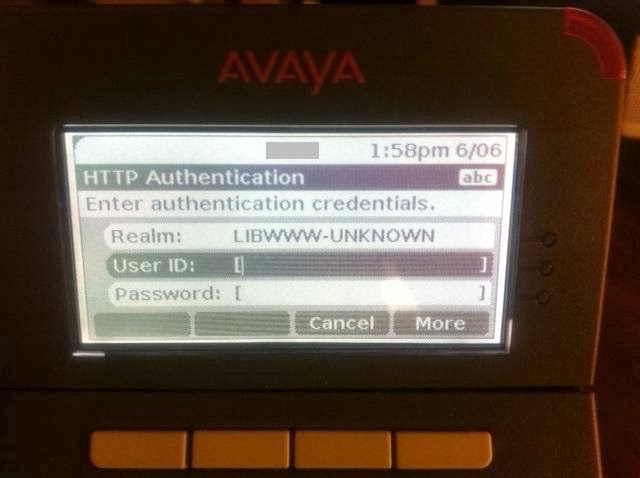 AVAYA
1:58pm 6/06
HTTP Authentication abc
Enter authentication credentials.
Realm: LIBWWW-UNKNOWN
User ID: [ ]
Password: [ ]
Cancel More